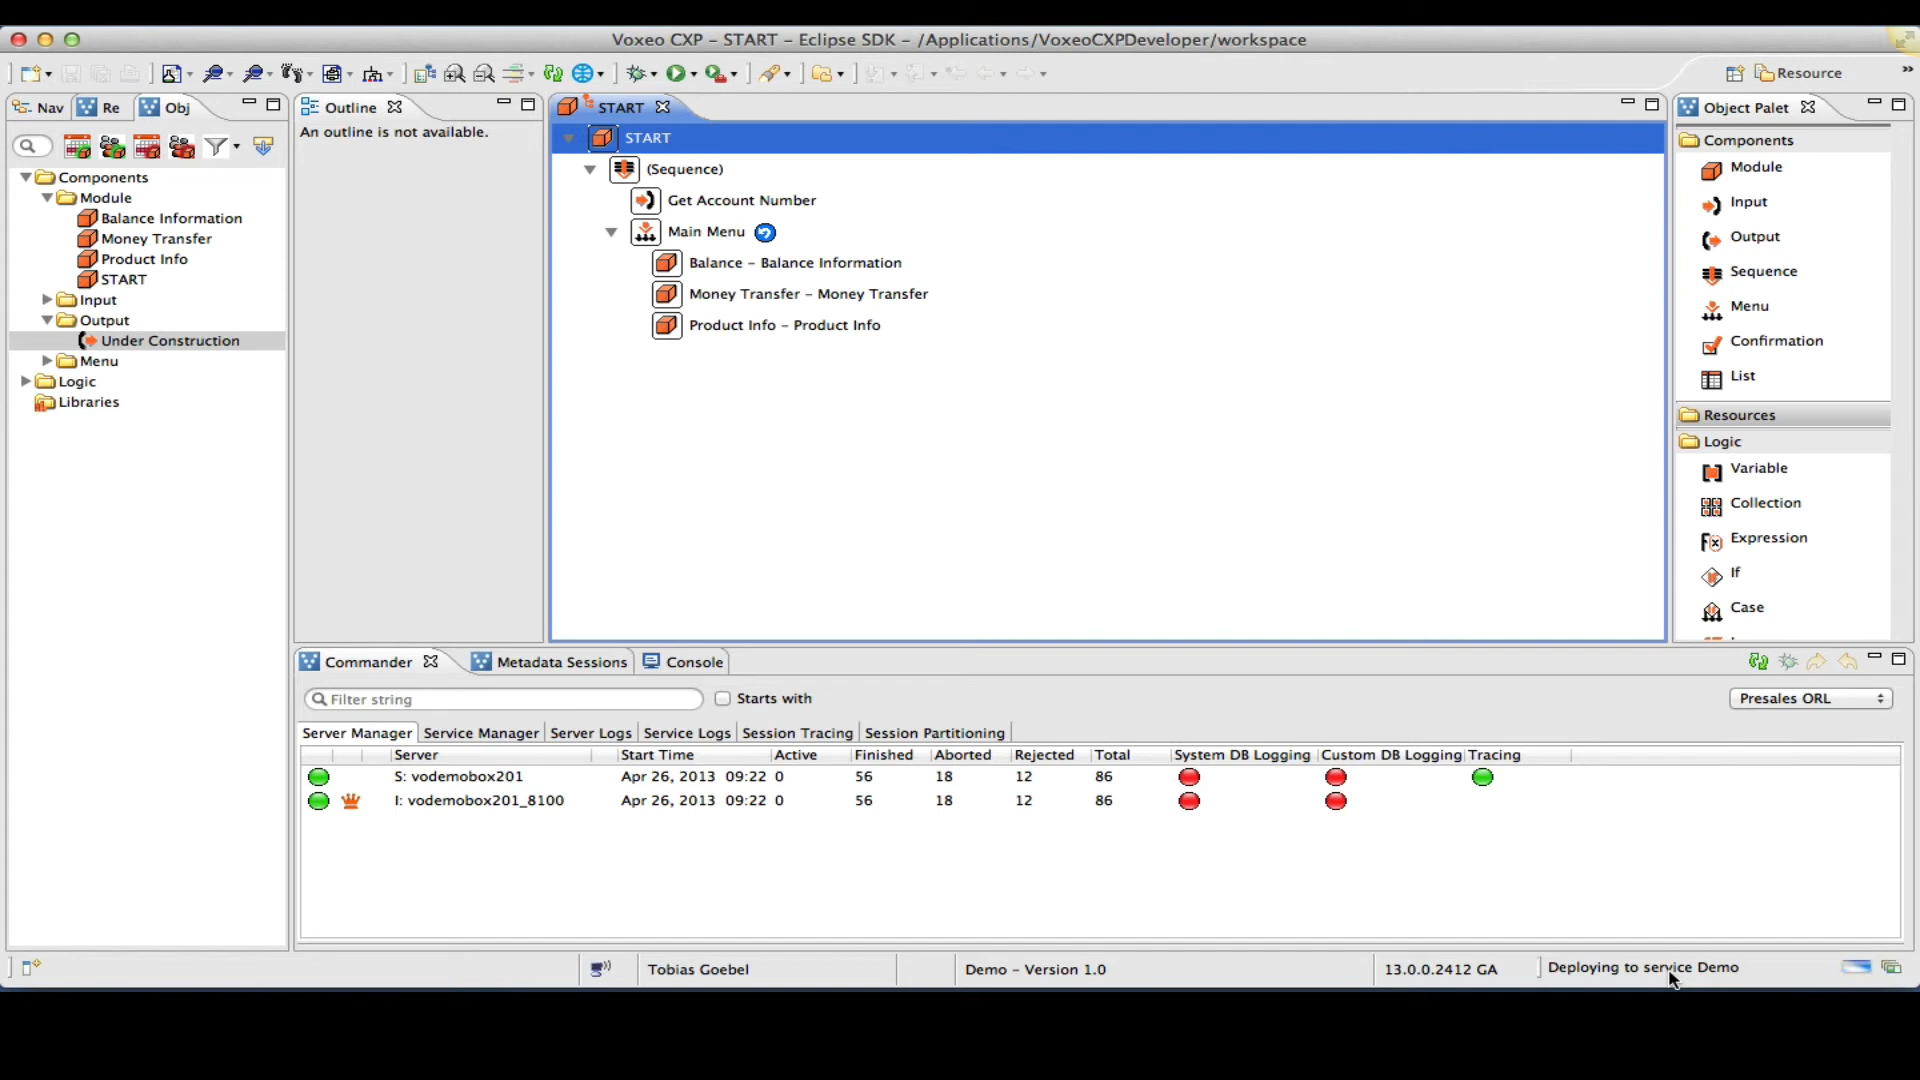 Voxeo CXP – START – Eclipse SDK – /Applications/VoxeoCXPDeveloper/workspace
Resource
Nav
Re
Obj
Components
Module
Balance Information
Money Transfer
Product Info
START
Input
Output
Under Construction
Menu
Logic
Libraries
Outline
An outline is not available.
START
START
(Sequence)
Get Account Number
Main Menu
Balance – Balance Information
Money Transfer – Money Transfer
Product Info – Product Info
Object Palet
Components
Module
Input
Output
Sequence
Menu
Confirmation
List
Resources
Logic
Variable
Collection
Expression
If
Case
Commander
Metadata Sessions
Console
Filter string
Starts with
Presales ORL
Server Manager Service Manager Server Logs Service Logs Session Tracing Session Partitioning
Server Start Time Active Finished Aborted Rejected Total System DB Logging Custom DB Logging Tracing
S: vodemobox201 Apr 26, 2013 09:22 0 56 18 12 86
I: vodemobox201_8100 Apr 26, 2013 09:22 0 56 18 12 86
Tobias Goebel
Demo – Version 1.0
13.0.0.2412 GA
Deploying to service Demo